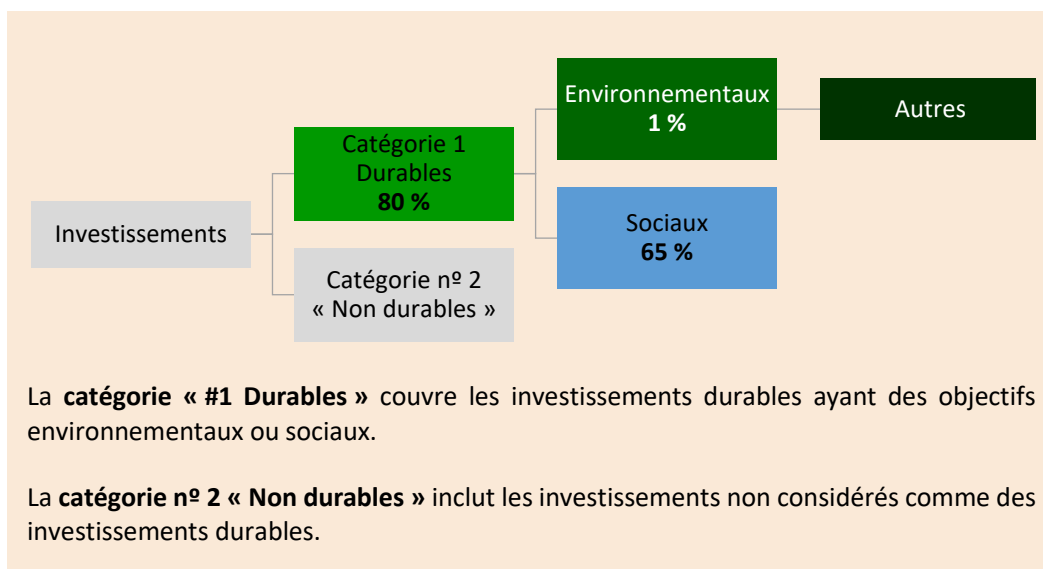 Investissements
Catégorie 1
Durables
80 %
Catégorie nº 2
« Non durables »
Environnementaux
1 %
Sociaux
65 %
Autres
La catégorie « #1 Durables » couvre les investissements durables ayant des objectifs
environnementaux ou sociaux.
La catégorie nº 2 « Non durables » inclut les investissements non considérés comme des
investissements durables.